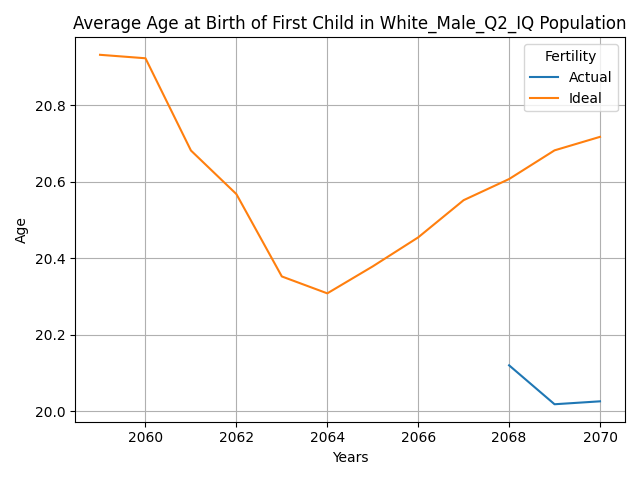 Average Age at Birth of First Child in White_Male_Q2_IQ Population
Fertility
Actual
Ideal
Age
20.8
20.6
20.4
20.2
20.0
2060
2062
2064
2066
2068
2070
Years